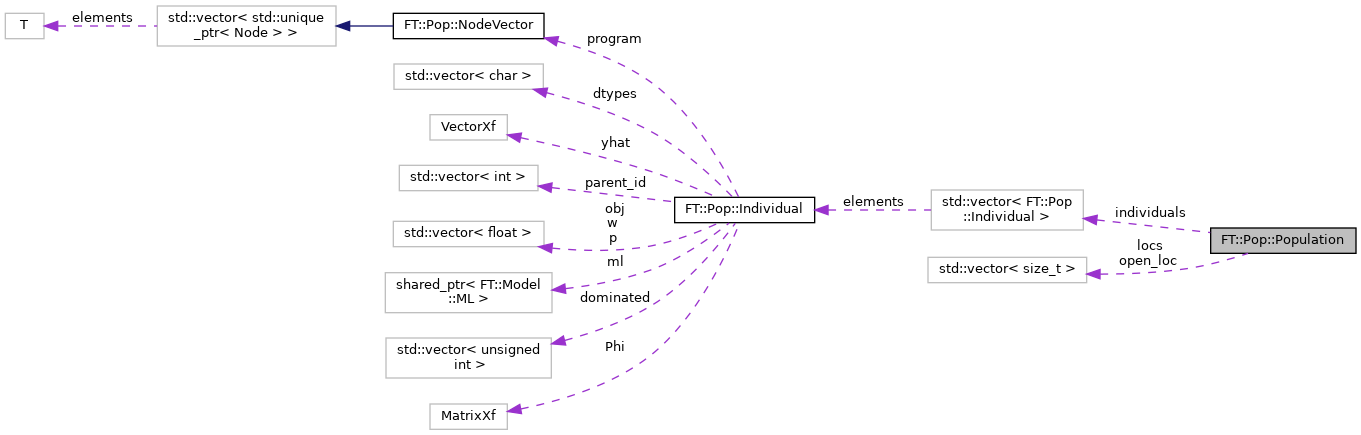 T
elements
std::vector< std::unique
_ptr< Node > >
FT::Pop::NodeVector
program
std::vector< char >
dtypes
VectorXf
yhat
std::vector< int >
parent_id
std::vector< float >
obj
w
p
shared_ptr< FT::Model
::ML >
ml
std::vector< unsigned
int >
dominated
MatrixXf
Phi
FT::Pop::Individual
elements
std::vector< FT::Pop
::Individual >
individuals
std::vector< size_t >
locs
open_loc
FT::Pop::Population